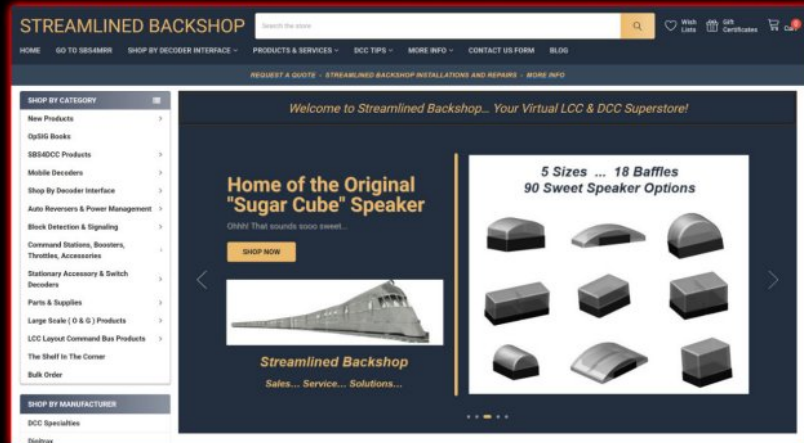 STREAMLINED BACKSHOP
Search the store
Wish
Lists
Gift
Certificates
0
HOME GO TO SBS4MRR SHOP BY DECODER INTERFACE PRODUCTS & SERVICES DCC TIPS MORE INFO CONTACT US FORM BLOG
REQUEST A QUOTE - STREAMLINED BACKSHOP INSTALLATIONS AND REPAIRS - MORE INFO
SHOP BY CATEGORY
New Products
OpSIG Books
SBS4DCC Products
Mobile Decoders
Shop By Decoder Interface
Auto Reversers & Power Management
Block Detection & Signaling
Command Stations, Boosters,
Throttles, Accessories
Stationary Accessory & Switch
Decoders
Parts & Supplies
Large Scale ( O & G ) Products
LCC Layout Command Bus Products
The Shelf In The Corner
Bulk Order
SHOP BY MANUFACTURER
DCC Specialties
Digitrax
Welcome to Streamlined Backshop... Your Virtual LCC & DCC Superstore!
Home of the Original
"Sugar Cube" Speaker
Ohhh! That sounds sooo sweet...
SHOP NOW
Streamlined Backshop
Sales... Service... Solutions...
5 Sizes ... 18 Baffles
90 Sweet Speaker Options